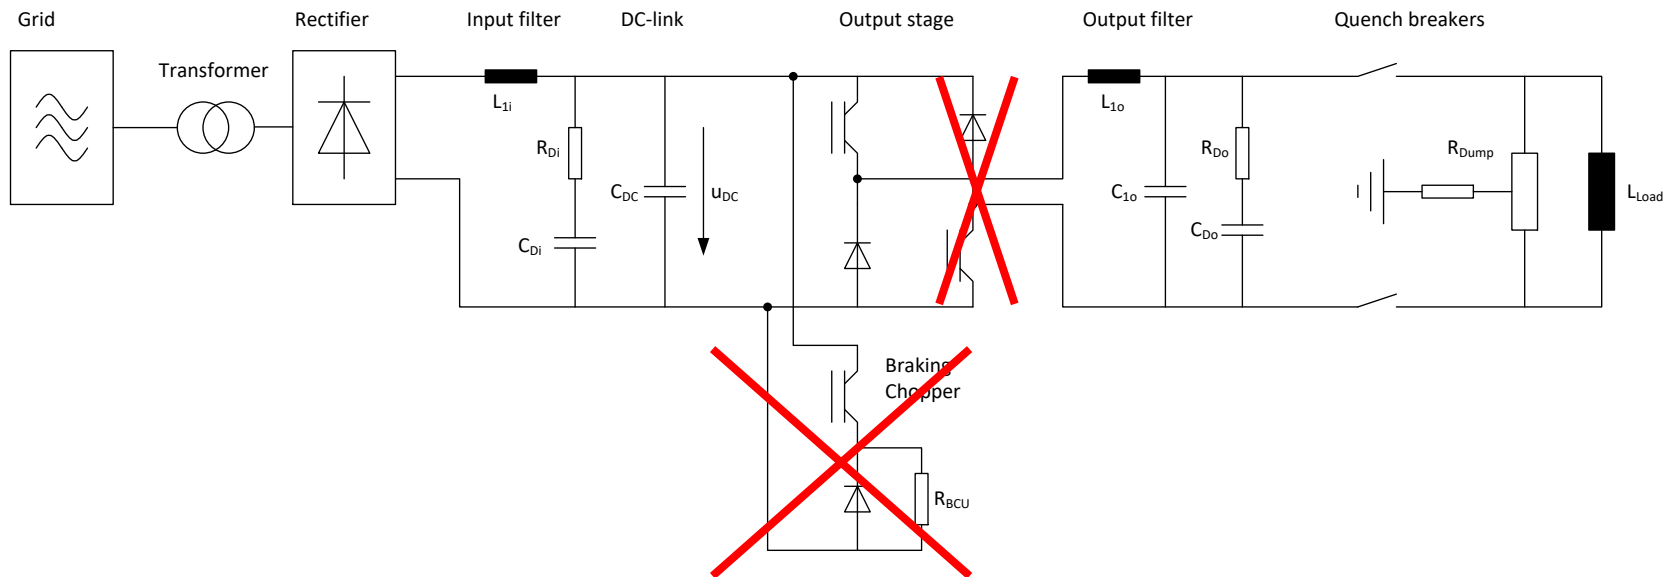 Grid
Rectifier
Input filter
DC-link
Output stage
Output filter
Quench breakers
Transformer
L1i
L1o
RDi
RDo
RDump
CDC
uDC
C1o
LLoad
CDi
CDo
Braking
Chopper
RBCU